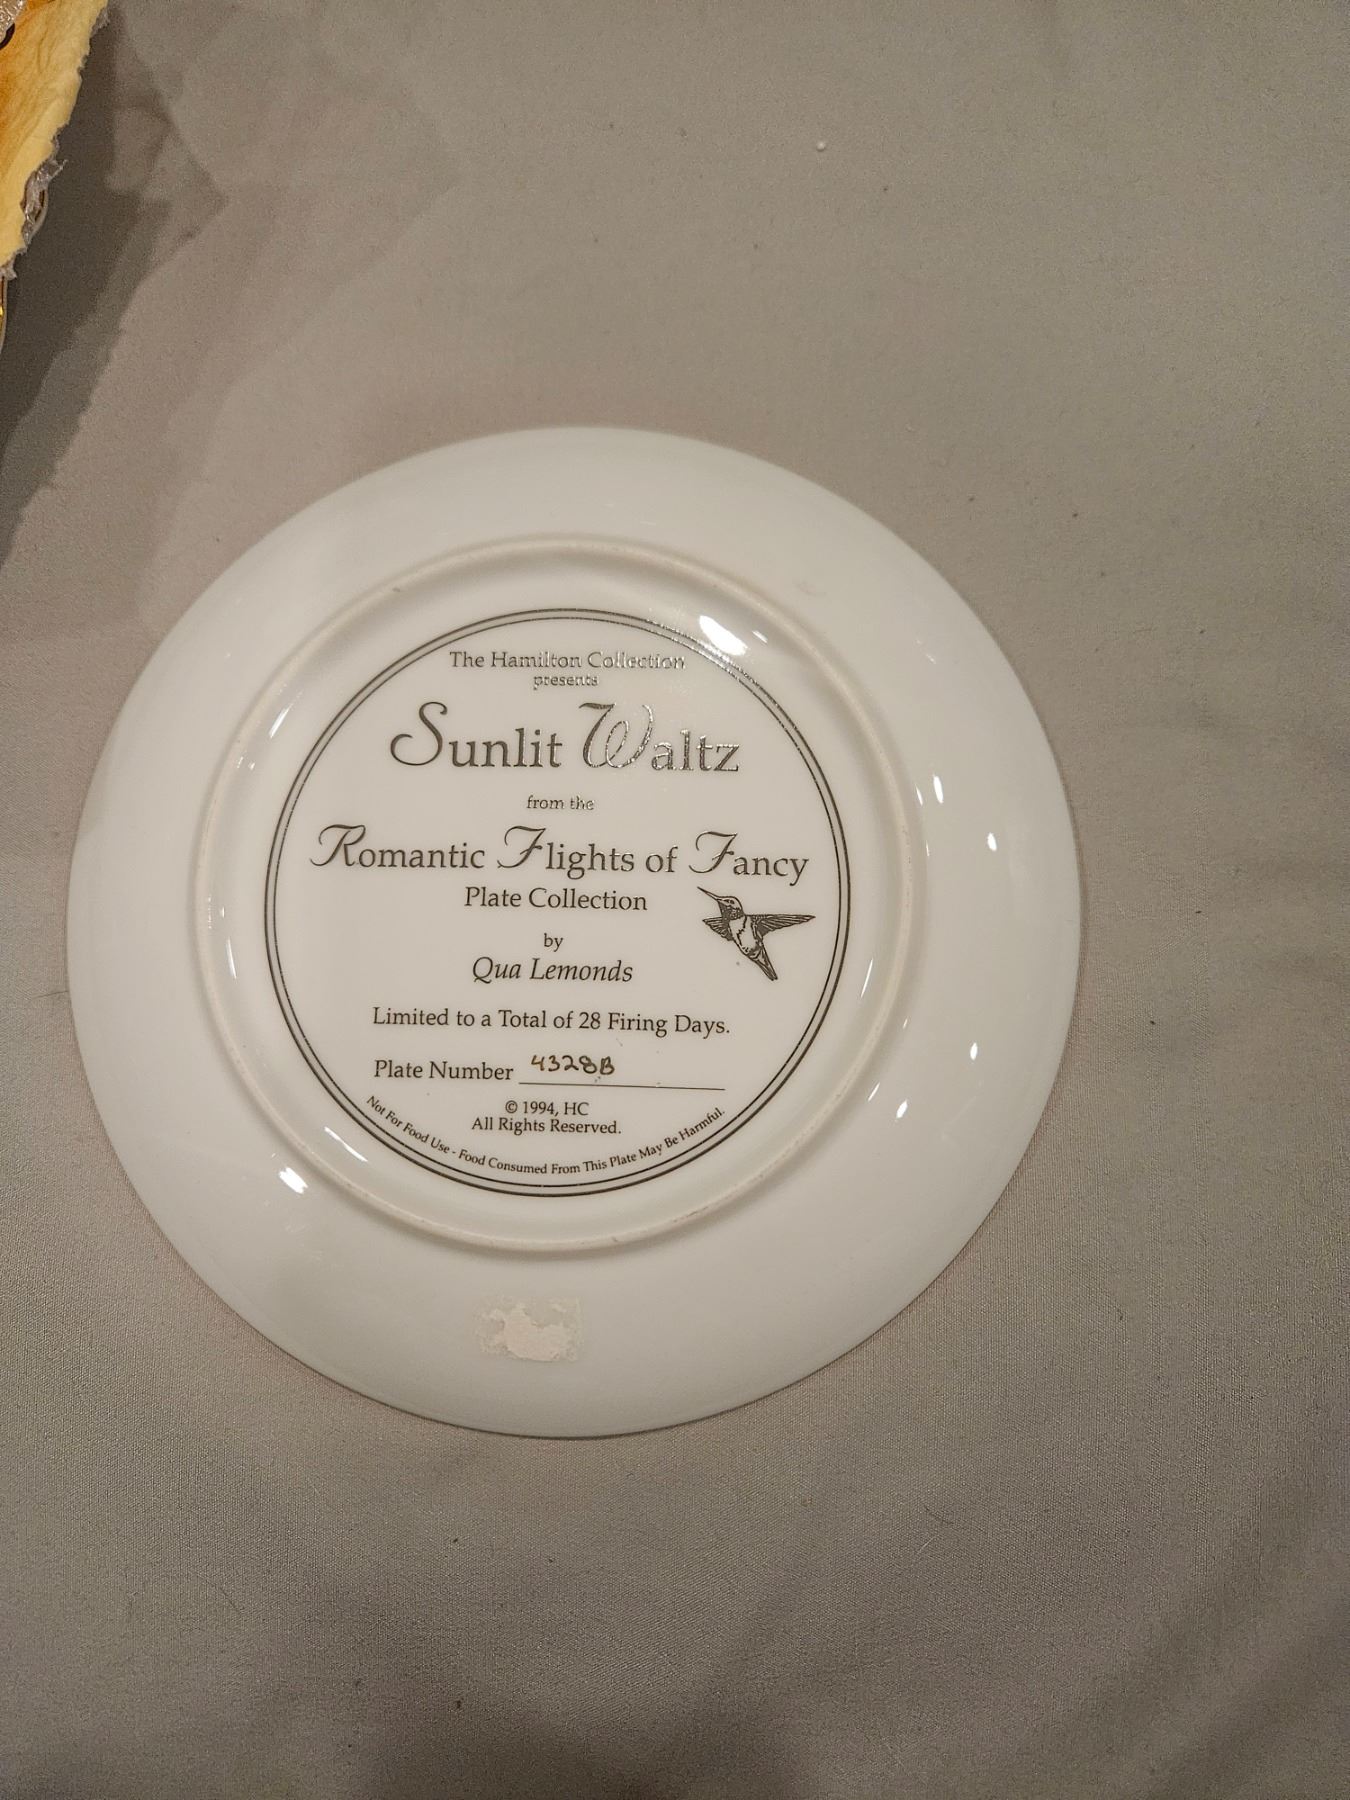 The Hamilton Collection
presents
Sunlit Waltz
from the
Romantic Flights of Fancy
Plate Collection
by
Qua Lemonds
Limited to a Total of 28 Firing Days.
Plate Number 4328B
© 1994, HC
All Rights Reserved.
Not For Food Use - Food Consumed From This Plate May Be Harmful.